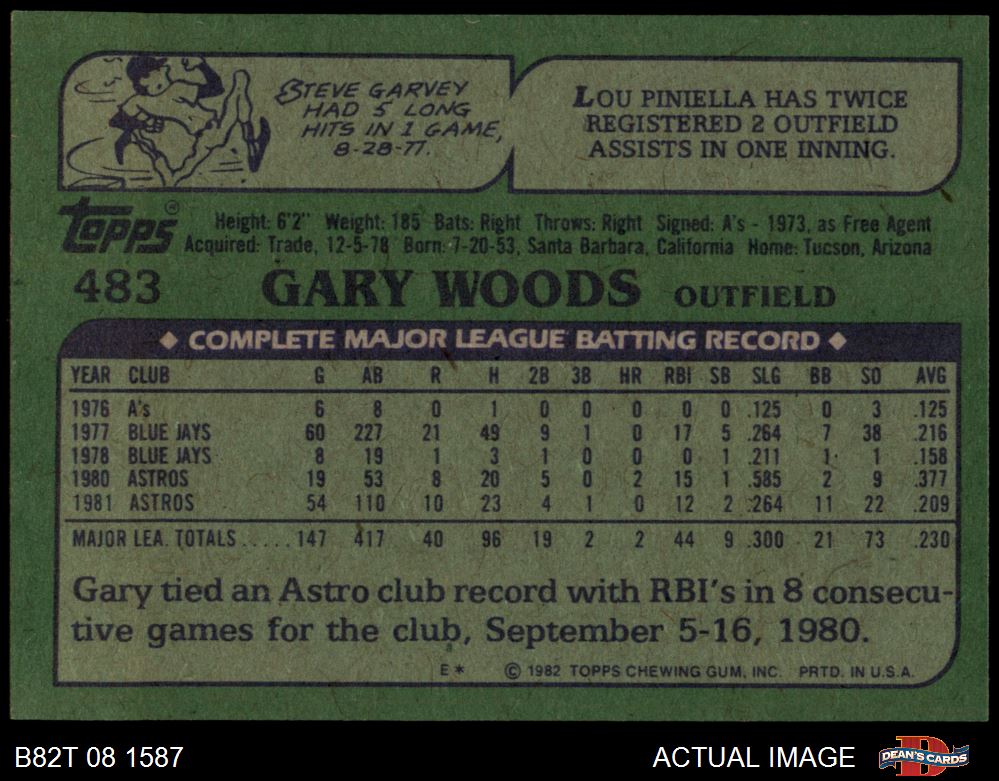 STEVE GARVEY
HAD 5 LONG
HITS IN 1 GAME,
8-28-77.
LOU PINIELLA HAS TWICE
REGISTERED 2 OUTFIELD
ASSISTS IN ONE INNING.
topps®
Height: 6'2" Weight: 185 Bats: Right Throws: Right Signed: A's - 1973, as Free Agent
Acquired: Trade, 12-5-78 Born: 7-20-53, Santa Barbara, California Home: Tucson, Arizona
483 GARY WOODS OUTFIELD
◆ COMPLETE MAJOR LEAGUE BATTING RECORD ◆
YEAR CLUB G AB R H 2B 3B HR RBI SB SLG BB SO AVG
1976 A's 6 8 0 1 0 0 0 0 0 .125 0 3 .125
1977 BLUE JAYS 60 227 21 49 9 1 0 17 5 .264 7 38 .216
1978 BLUE JAYS 8 19 1 3 1 0 0 0 1 .211 1 1 .158
1980 ASTROS 19 53 8 20 5 0 2 15 1 .585 2 9 .377
1981 ASTROS 54 110 10 23 4 1 0 12 2 .264 11 22 .209
MAJOR LEA. TOTALS.....147 417 40 96 19 2 2 44 9 .300 21 73 .230
Gary tied an Astro club record with RBI's in 8 consecu-
tive games for the club, September 5-16, 1980.
E* © 1982 TOPPS CHEWING GUM, INC. PRTD. IN U.S.A.
B82T 08 1587 ACTUAL IMAGE DEAN'S CARDS